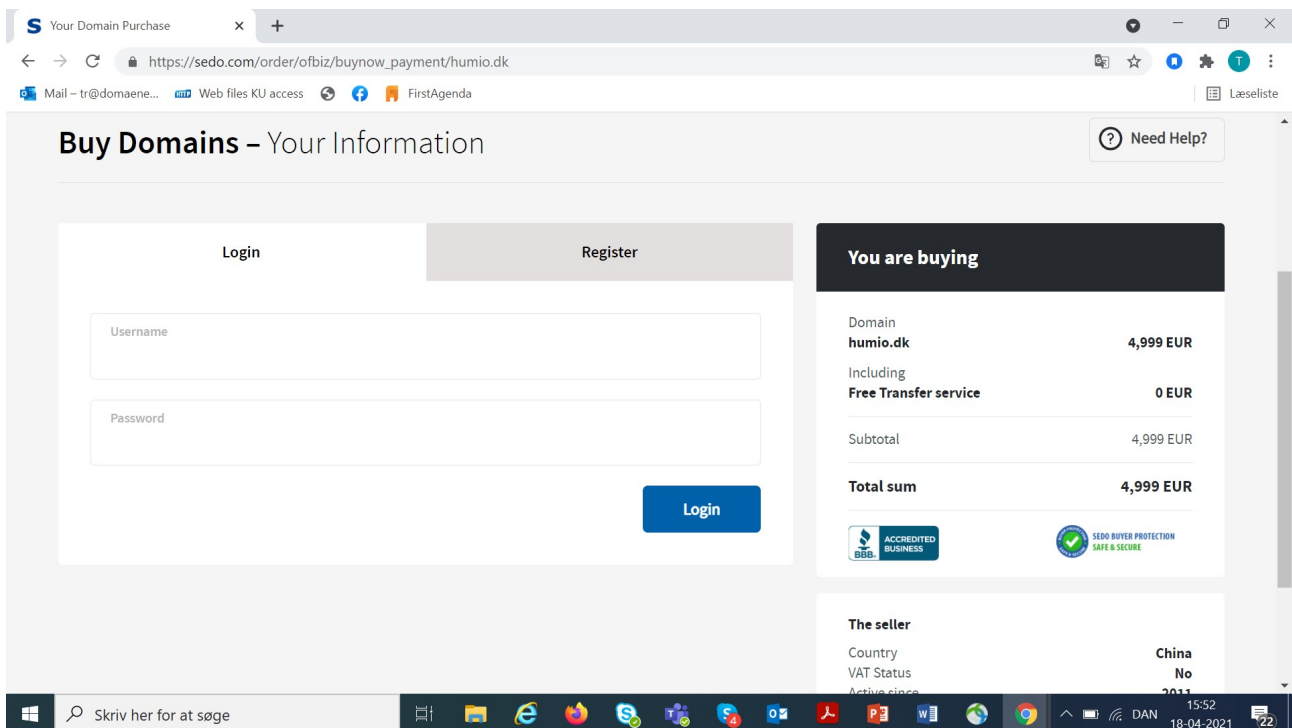 S Your Domain Purchase
https://sedo.com/order/ofbiz/buynow_payment/humio.dk
T
Mail – tr@domaene... HTTP Web files KU access FirstAgenda Læseliste
Buy Domains – Your Information
? Need Help?
Login Register
Username
Password
Login
You are buying
Domain
humio.dk 4,999 EUR
Including
Free Transfer service 0 EUR
Subtotal 4,999 EUR
Total sum 4,999 EUR
BBB. ACCREDITED BUSINESS
SEDO BUYER PROTECTION
SAFE & SECURE
The seller
Country China
VAT Status No
Active since 2011
Skriv her for at søge
DAN
15:52
18-04-2021
22